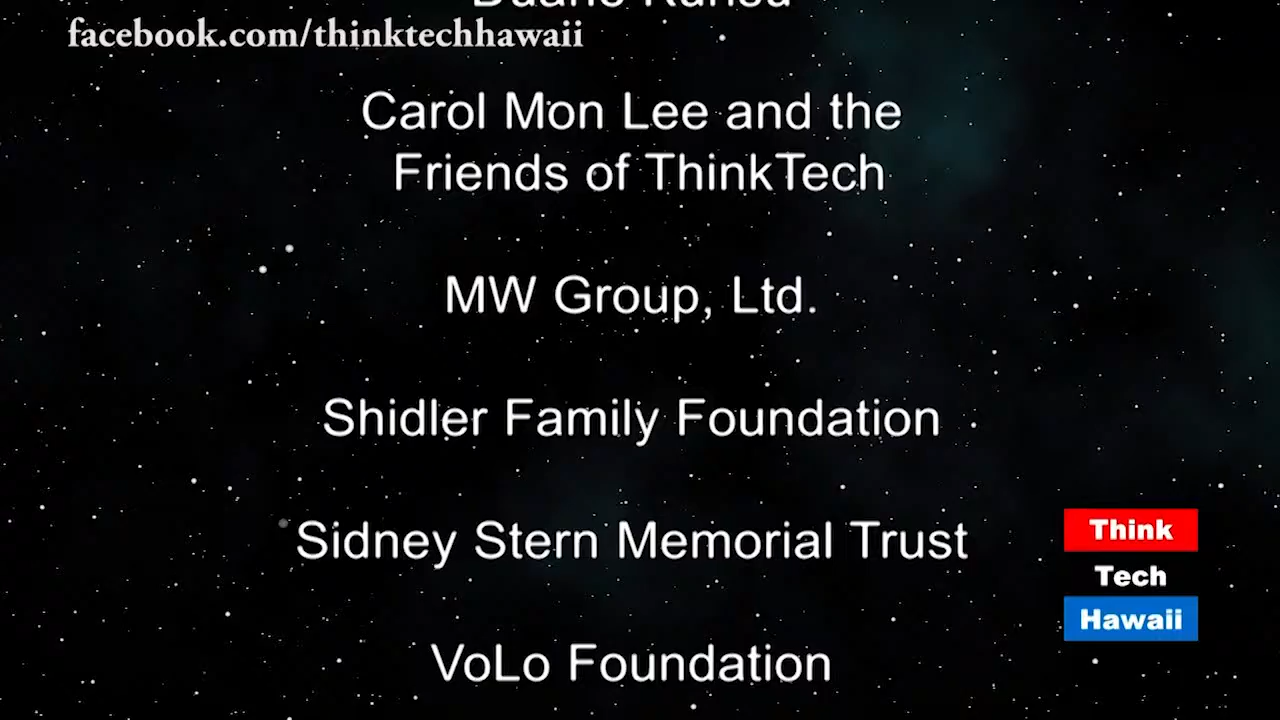 facebook.com/thinktechhawaii
Carol Mon Lee and the
Friends of ThinkTech
MW Group, Ltd.
Shidler Family Foundation
Sidney Stern Memorial Trust
VoLo Foundation
Think
Tech
Hawaii